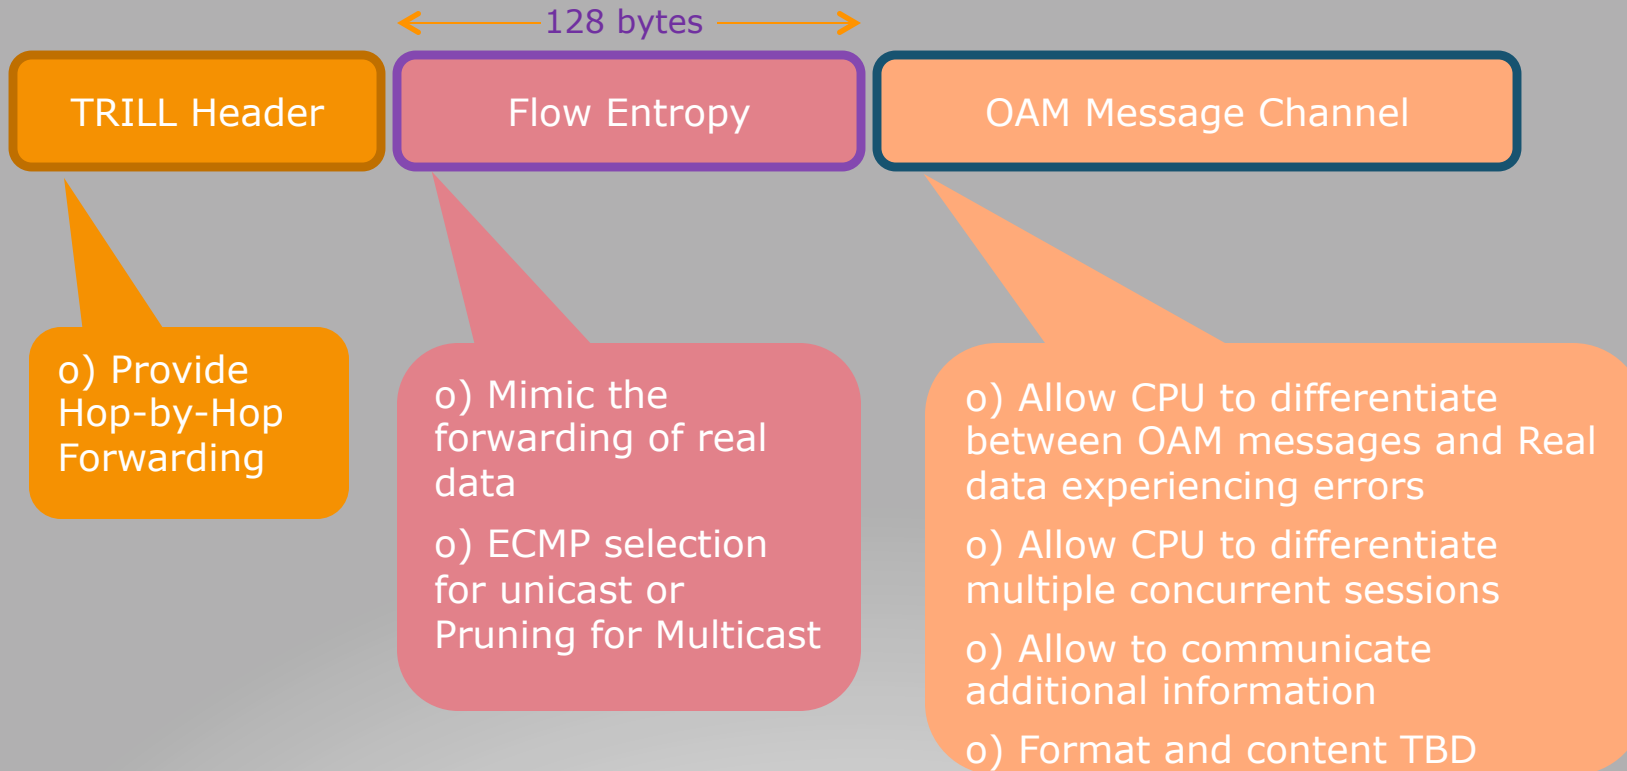 128 bytes
TRILL Header
Flow Entropy
OAM Message Channel
o) Provide
Hop-by-Hop
Forwarding
o) Mimic the
forwarding of real
data
o) ECMP selection
for unicast or
Pruning for Multicast
o) Allow CPU to differentiate
between OAM messages and Real
data experiencing errors
o) Allow CPU to differentiate
multiple concurrent sessions
o) Allow to communicate
additional information
o) Format and content TBD